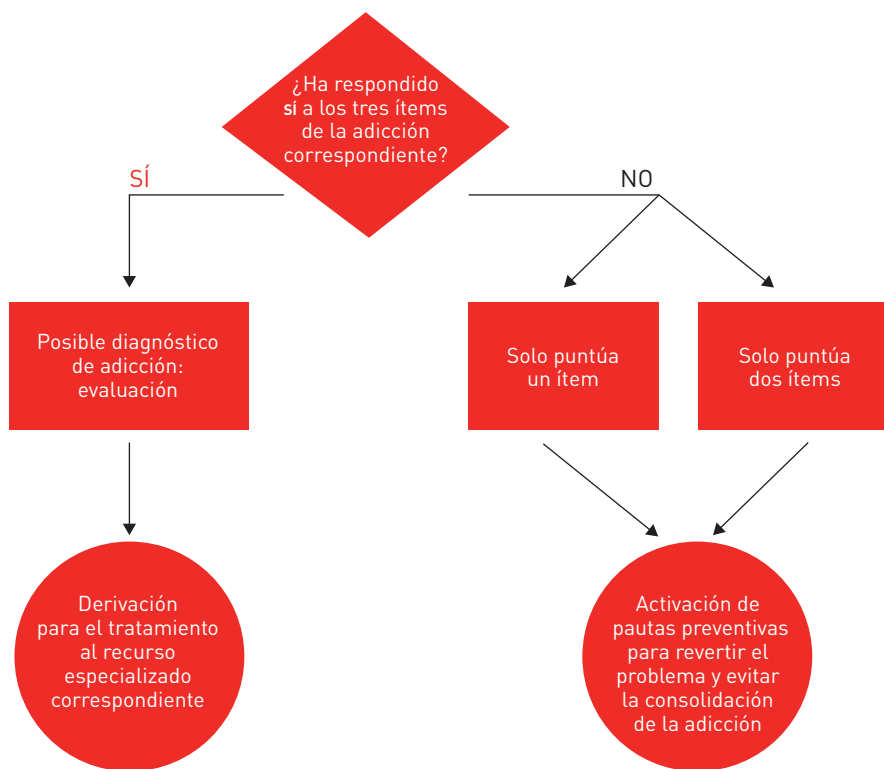 ¿Ha respondido
sí a los tres ítems
de la adicción
correspondiente?
SÍ
NO
Posible diagnóstico
de adicción:
evaluación
Solo puntúa
un ítem
Solo puntúa
dos ítems
Derivación
para el tratamiento
al recurso
especializado
correspondiente
Activación de
pautas preventivas
para revertir el
problema y evitar
la consolidación
de la adicción